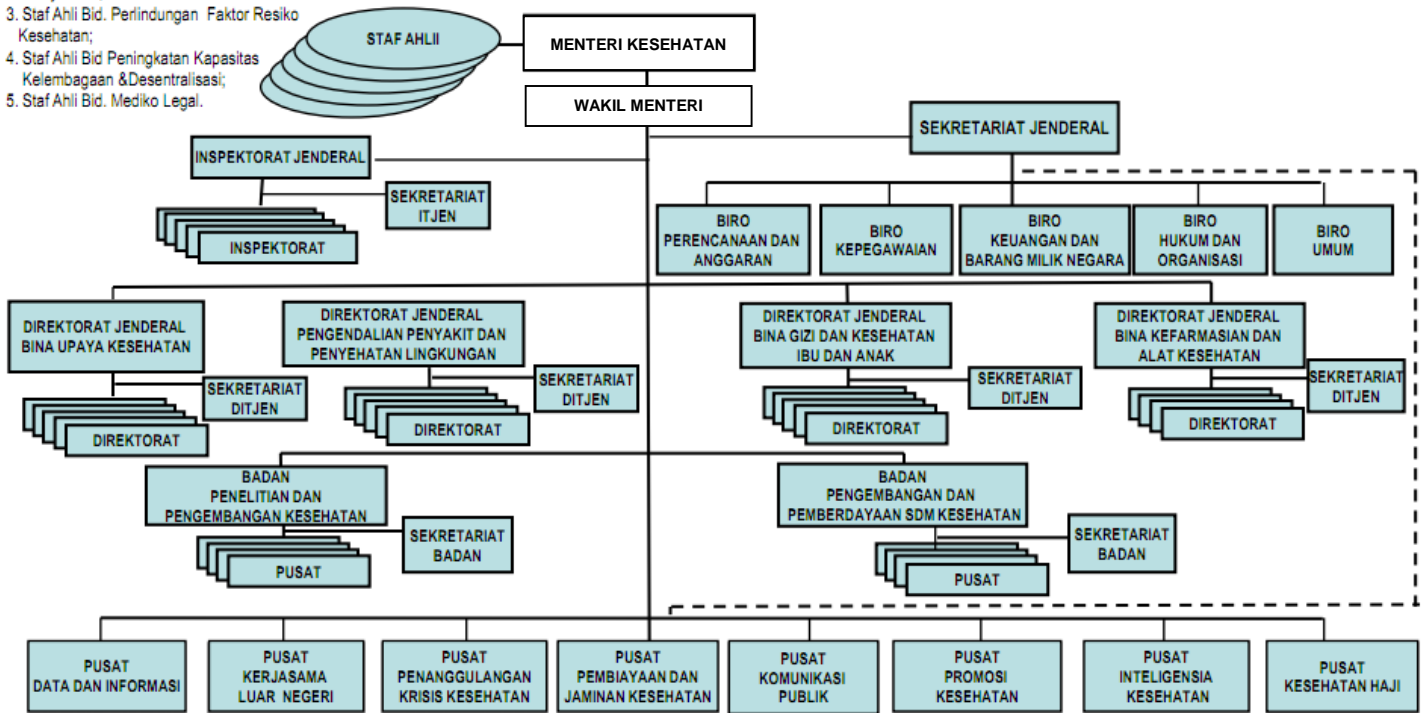 3. Staf Ahli Bid. Perlindungan Faktor Resiko
Kesehatan;
4. Staf Ahli Bid Peningkatan Kapasitas
Kelembagaan &Desentralisasi;
5. Staf Ahli Bid. Mediko Legal.
STAF AHLII
MENTERI KESEHATAN
WAKIL MENTERI
SEKRETARIAT JENDERAL
INSPEKTORAT JENDERAL
SEKRETARIAT
ITJEN
INSPEKTORAT
BIRO
PERENCANAAN DAN
ANGGARAN
BIRO
KEPEGAWAIAN
BIRO
KEUANGAN DAN
BARANG MILIK NEGARA
BIRO
HUKUM DAN
ORGANISASI
BIRO
UMUM
DIREKTORAT JENDERAL
BINA UPAYA KESEHATAN
SEKRETARIAT
DITJEN
DIREKTORAT
DIREKTORAT JENDERAL
PENGENDALIAN PENYAKIT DAN
PENYEHATAN LINGKUNGAN
SEKRETARIAT
DITJEN
DIREKTORAT
DIREKTORAT JENDERAL
BINA GIZI DAN KESEHATAN
IBU DAN ANAK
SEKRETARIAT
DITJEN
DIREKTORAT
DIREKTORAT JENDERAL
BINA KEFARMASIAN DAN
ALAT KESEHATAN
SEKRETARIAT
DITJEN
DIREKTORAT
BADAN
PENELITIAN DAN
PENGEMBANGAN KESEHATAN
SEKRETARIAT
BADAN
PUSAT
BADAN
PENGEMBANGAN DAN
PEMBERDAYAAN SDM KESEHATAN
SEKRETARIAT
BADAN
PUSAT
PUSAT
DATA DAN INFORMASI
PUSAT
KERJASAMA
LUAR NEGERI
PUSAT
PENANGGULANGAN
KRISIS KESEHATAN
PUSAT
PEMBIAYAAN DAN
JAMINAN KESEHATAN
PUSAT
KOMUNIKASI
PUBLIK
PUSAT
PROMOSI
KESEHATAN
PUSAT
INTELIGENSIA
KESEHATAN
PUSAT
KESEHATAN HAJI